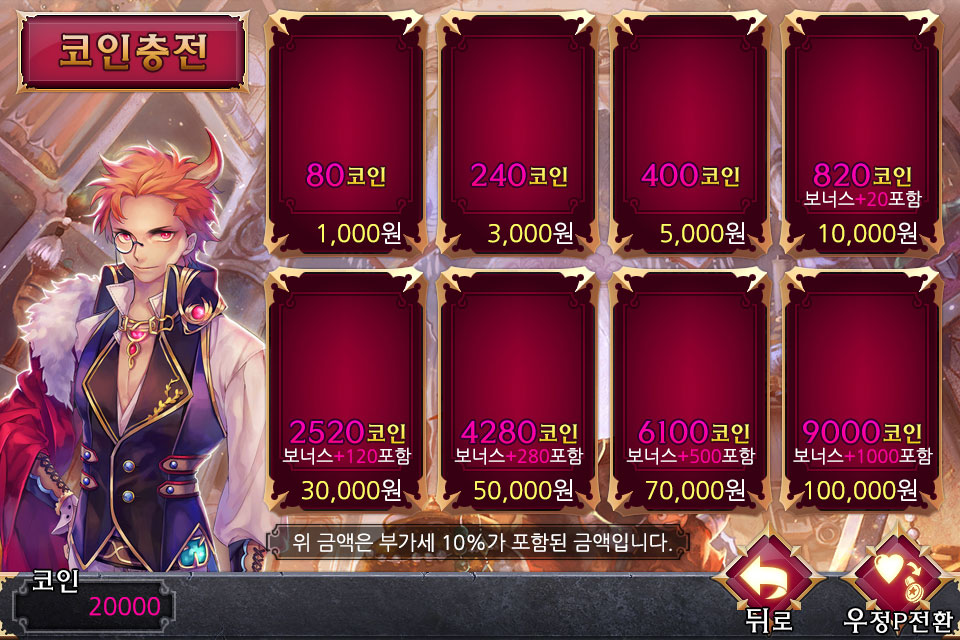 코인충전
80코인
1,000원
240코인
3,000원
400코인
5,000원
820코인
보너스+20포함
10,000원
2520코인
보너스+120포함
30,000원
4280코인
보너스+280포함
50,000원
6100코인
보너스+500포함
70,000원
9000코인
보너스+1000포함
100,000원
위 금액은 부가세 10%가 포함된 금액입니다.
코인
20000
뒤로
우정P전환